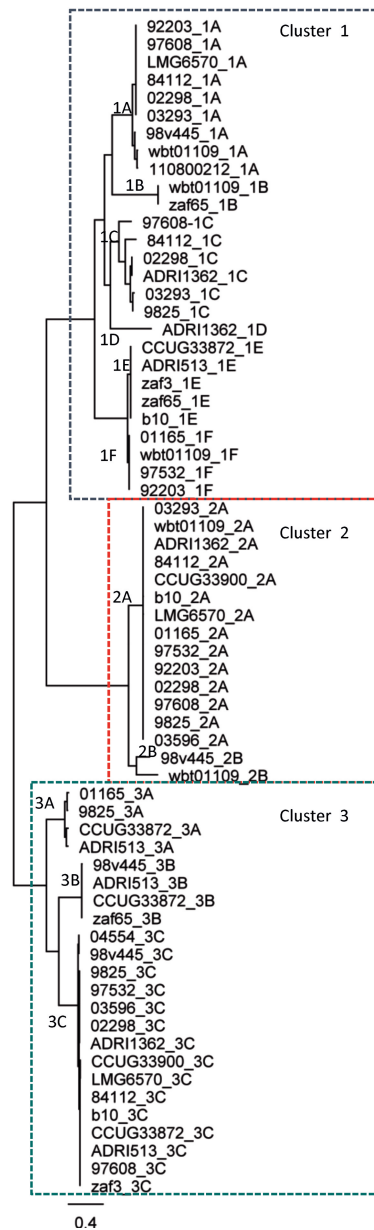 92203_1A
Cluster 1
97608_1A
LMG6570_1A
84112_1A
02298_1A
03293_1A
1A
98v445_1A
wbt01109_1A
110800212_1A
1B
wbt01109_1B
zaf65_1B
97608-1C
1C
84112_1C
02298_1C
ADRI1362_1C
03293_1C
9825_1C
ADRI1362_1D
1D
CCUG33872_1E
1E
ADRI513_1E
zaf3_1E
zaf65_1E
b10_1E
01165_1F
1F
wbt01109_1F
97532_1F
92203_1F
03293_2A
Cluster 2
wbt01109_2A
ADRI1362_2A
84112_2A
CCUG33900_2A
2A
b10_2A
LMG6570_2A
01165_2A
97532_2A
92203_2A
02298_2A
97608_2A
9825_2A
03596_2A
2B
98v445_2B
wbt01109_2B
01165_3A
3A
9825_3A
Cluster 3
CCUG33872_3A
ADRI513_3A
98v445_3B
3B
ADRI513_3B
CCUG33872_3B
zaf65_3B
04554_3C
98v445_3C
9825_3C
97532_3C
03596_3C
3C
02298_3C
ADRI1362_3C
CCUG33900_3C
LMG6570_3C
84112_3C
b10_3C
CCUG33872_3C
ADRI513_3C
97608_3C
zaf3_3C
0.4